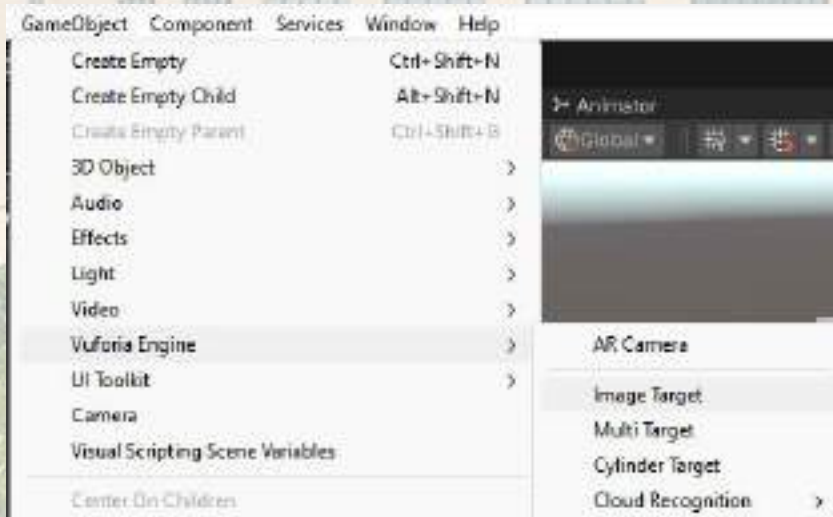 GameObject Component Services Window Help
Create Empty Ctrl+Shift+N
Create Empty Child Alt+Shift+N
Create Empty Parent Ctrl+Shift+G
3D Object
Audio
Effects
Light
Video
Vuforia Engine
UI Toolkit
Camera
Visual Scripting Scene Variables
Center On Children
Animator
Global
AR Camera
Image Target
Multi Target
Cylinder Target
Cloud Recognition